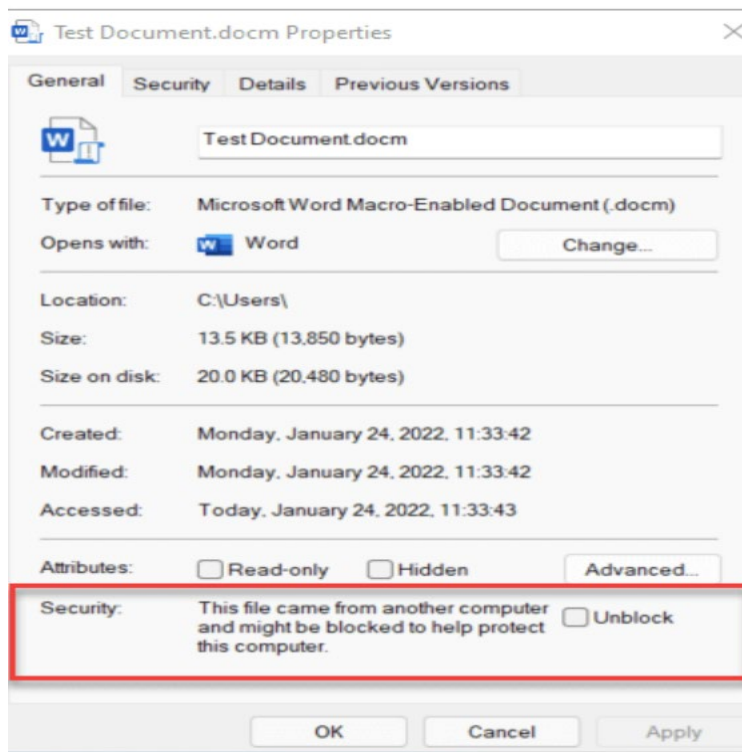 Test Document.docm Properties
General Security Details Previous Versions
Test Document.docm
Type of file: Microsoft Word Macro-Enabled Document (.docm)
Opens with: Word Change...
Location: C:\Users\
Size: 13.5 KB (13,850 bytes)
Size on disk: 20.0 KB (20,480 bytes)
Created: Monday, January 24, 2022, 11:33:42
Modified: Monday, January 24, 2022, 11:33:42
Accessed: Today, January 24, 2022, 11:33:43
Attributes: Read-only Hidden Advanced...
Security: This file came from another computer
and might be blocked to help protect
this computer.
Unblock
OK Cancel Apply